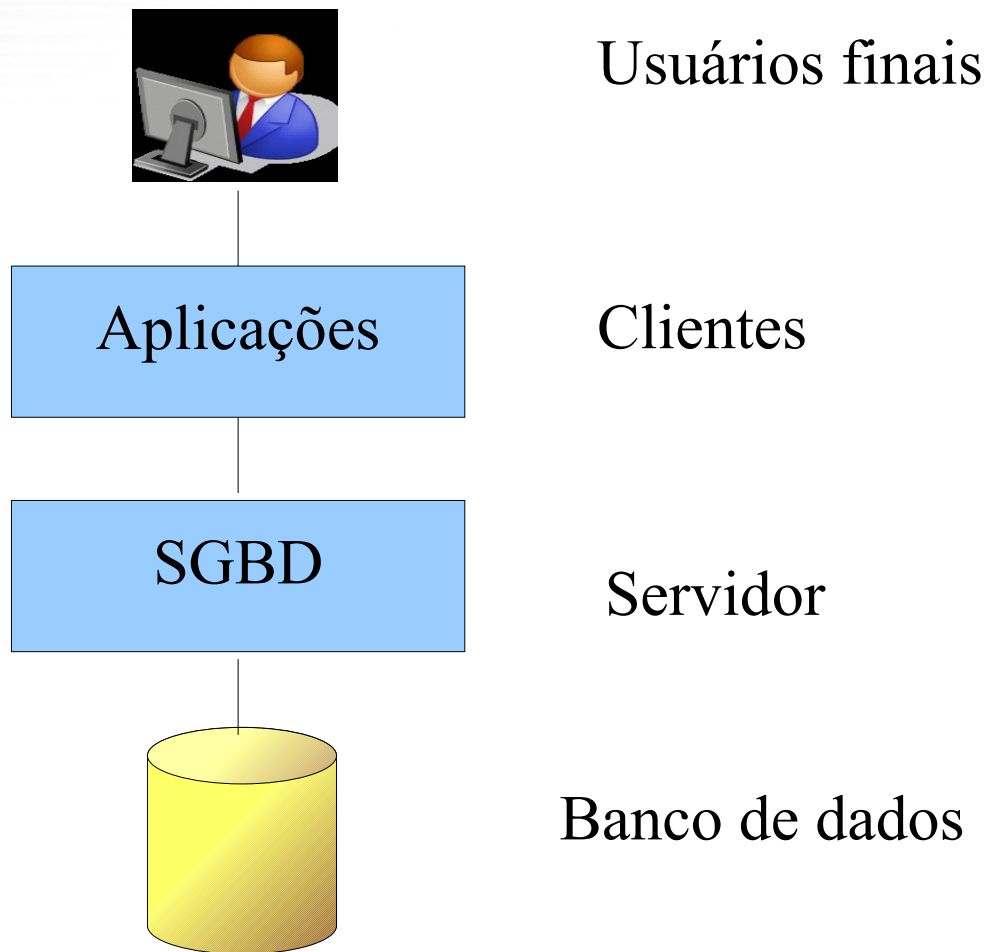 Usuários finais
Aplicações
Clientes
SGBD
Servidor
Banco de dados